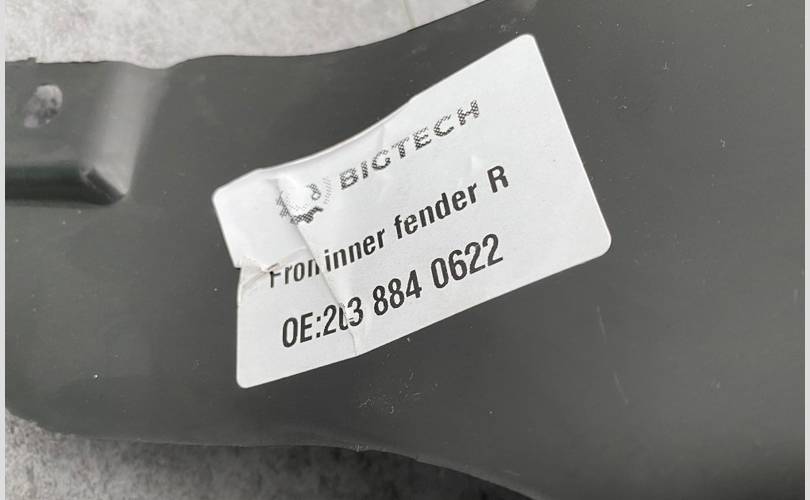 BIGTECH
Fron inner fender R
OE:203 884 0622